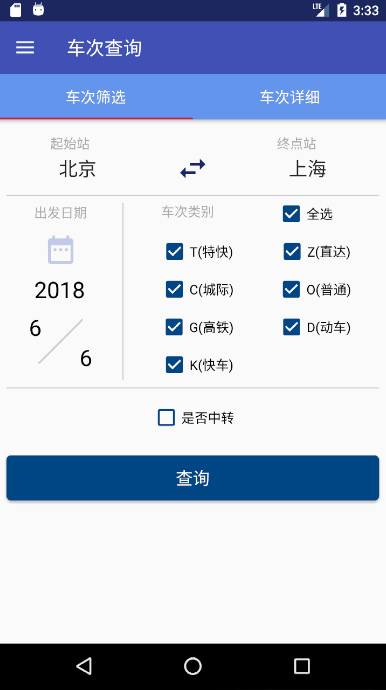 LTE 3:33
车次查询
车次筛选 车次详细
起始站 终点站
北京 上海
出发日期 车次类别 全选
T(特快) Z(直达)
2018 C(城际) O(普通)
6 G(高铁) D(动车)
6 K(快车)
是否中转
查询